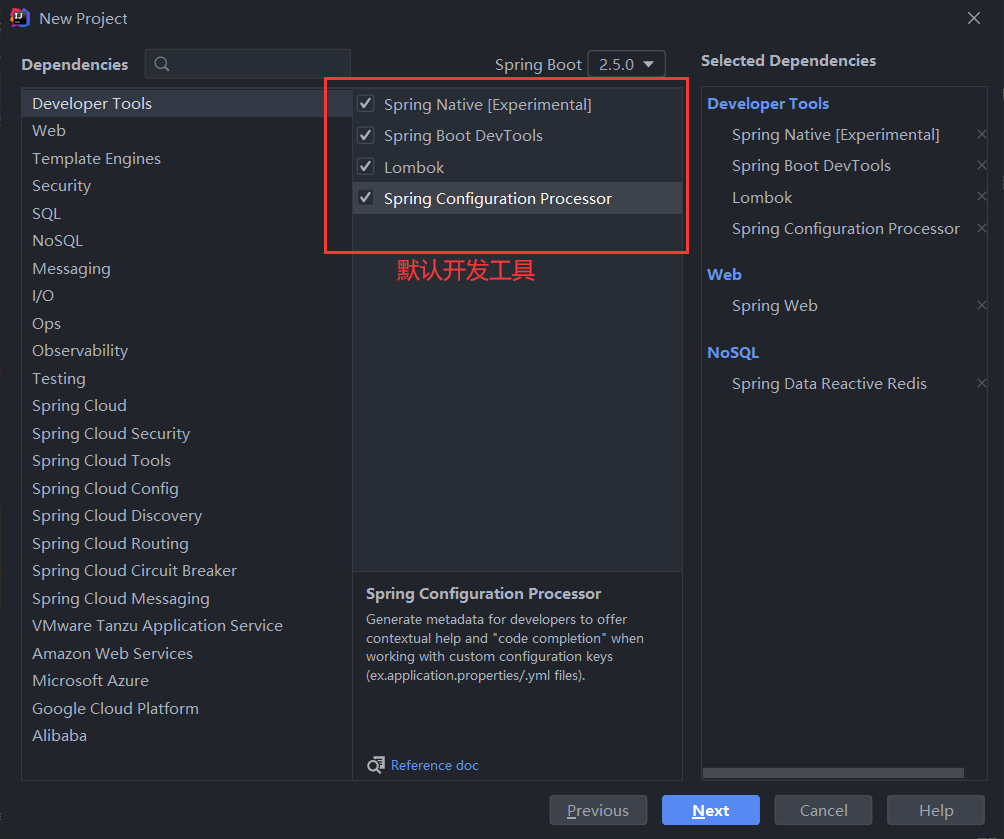 New Project
Dependencies
Spring Boot 2.5.0
Developer Tools
Web
Template Engines
Security
SQL
NoSQL
Messaging
I/O
Ops
Observability
Testing
Spring Cloud
Spring Cloud Security
Spring Cloud Tools
Spring Cloud Config
Spring Cloud Discovery
Spring Cloud Routing
Spring Cloud Circuit Breaker
Spring Cloud Messaging
VMware Tanzu Application Service
Amazon Web Services
Microsoft Azure
Google Cloud Platform
Alibaba
Spring Native [Experimental]
Spring Boot DevTools
Lombok
Spring Configuration Processor
默认开发工具
Spring Configuration Processor
Generate metadata for developers to offer
contextual help and "code completion" when
working with custom configuration keys
(ex.application.properties/.yml files).
Reference doc
Selected Dependencies
Developer Tools
Spring Native [Experimental]
Spring Boot DevTools
Lombok
Spring Configuration Processor
Web
Spring Web
NoSQL
Spring Data Reactive Redis
Previous
Next
Cancel
Help